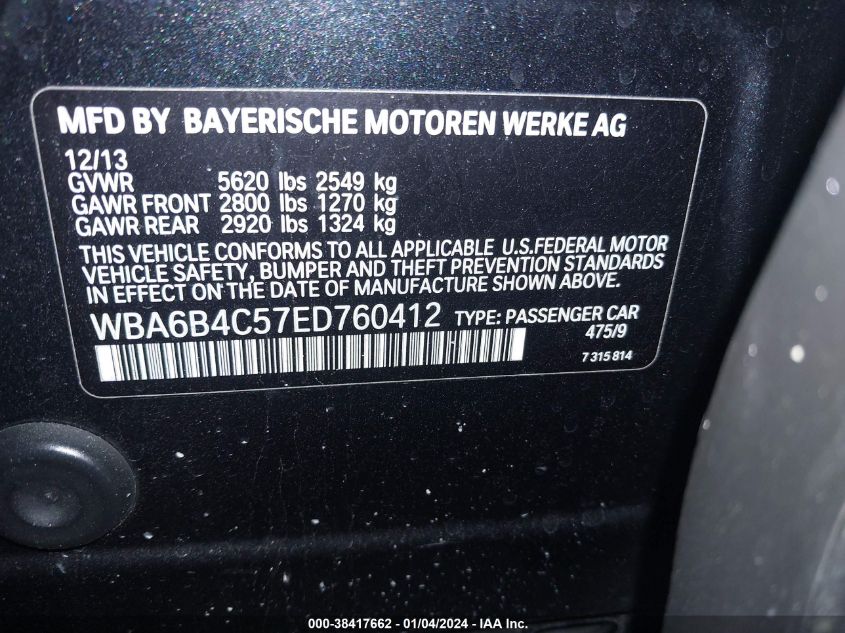 MFD BY BAYERISCHE MOTOREN WERKE AG
12/13
GVWR 5620 lbs 2549 kg
GAWR FRONT 2800 lbs 1270 kg
GAWR REAR 2920 lbs 1324 kg
THIS VEHICLE CONFORMS TO ALL APPLICABLE U.S.FEDERAL MOTOR
VEHICLE SAFETY, BUMPER AND THEFT PREVENTION STANDARDS
IN EFFECT ON THE DATE OF MANUFACTURE SHOWN ABOVE.
WBA6B4C57ED760412 TYPE: PASSENGER CAR
475/9
7 315 814
000-38417662 - 01/04/2024 - IAA Inc.